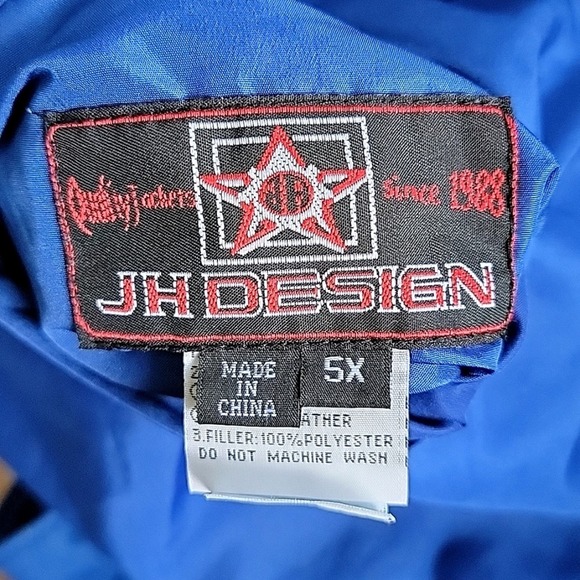 Quality Jackets Since 1988
JH DESIGN
MADE
IN
CHINA
5X
ATHER
3.FILLER:100%POLYESTER
DO NOT MACHINE WASH